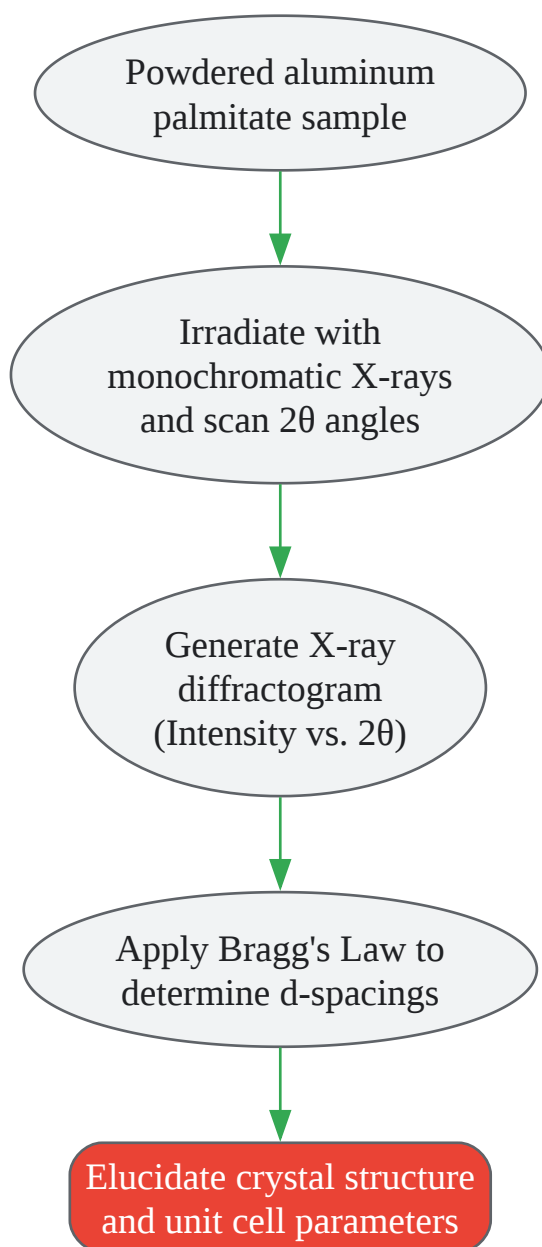 Powdered aluminum
palmitate sample
Irradiate with
monochromatic X-rays
and scan 2θ angles
Generate X-ray
diffractogram
(Intensity vs. 2θ)
Apply Bragg's Law to
determine d-spacings
Elucidate crystal structure
and unit cell parameters